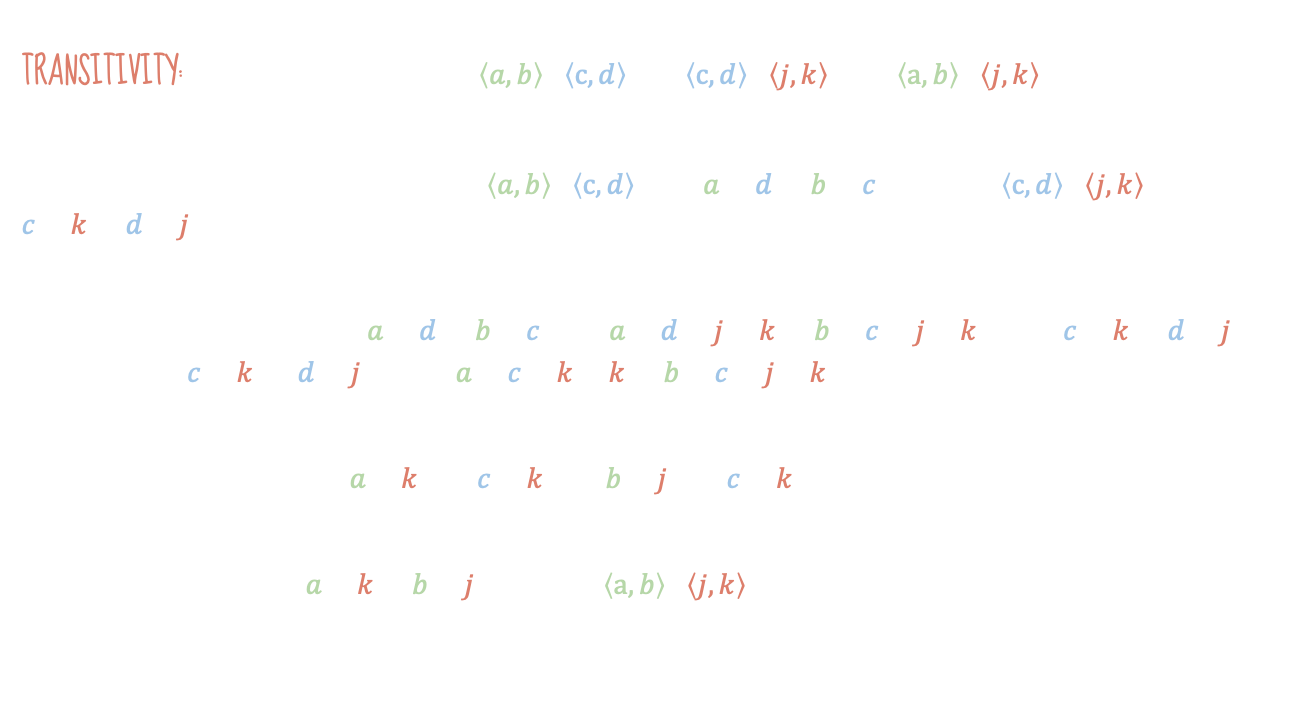 TRANSITIVITY: ⟨a, b⟩ ⟨c, d⟩ ⟨c, d⟩ ⟨j, k⟩ ⟨a, b⟩ ⟨j, k⟩
⟨a, b⟩ ⟨c, d⟩ a d b c ⟨c, d⟩ ⟨j, k⟩
c k d j
a d b c a d j k b c j k c k d j
c k d j a c k k b c j k
a k c k b j c k
a k b j ⟨a, b⟩ ⟨j, k⟩